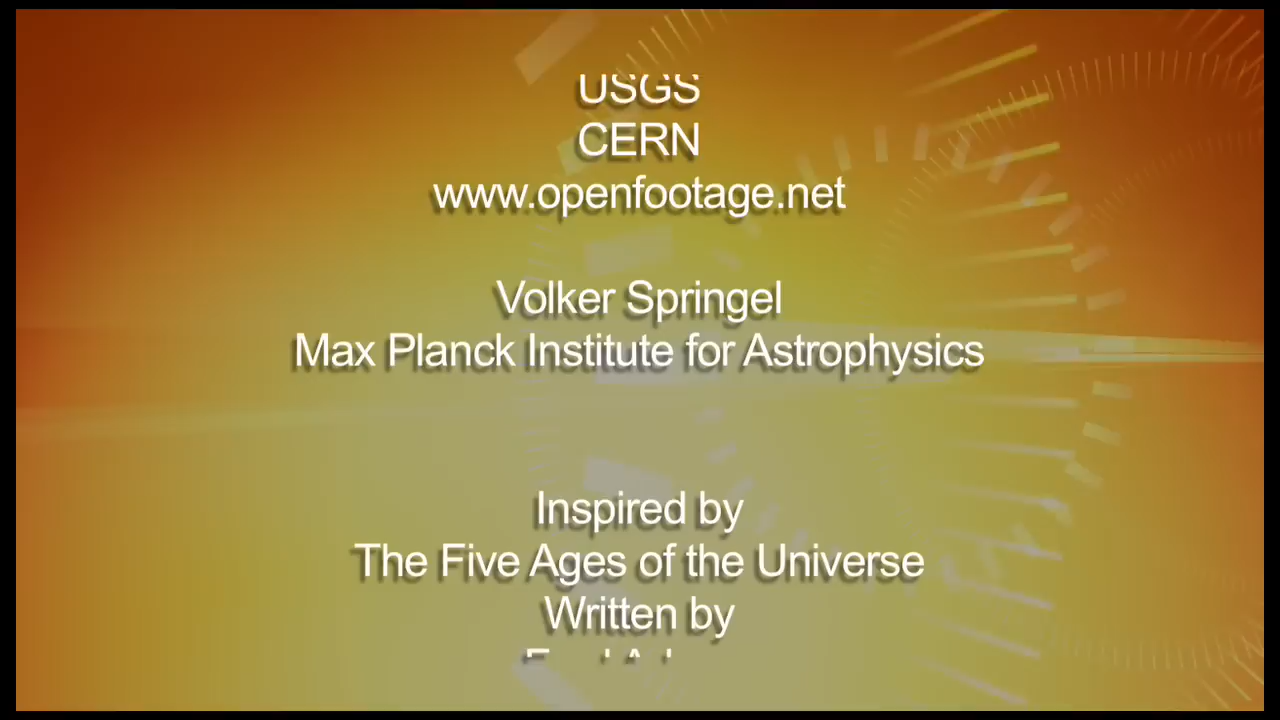 USGS
CERN
www.openfootage.net
Volker Springel
Max Planck Institute for Astrophysics
Inspired by
The Five Ages of the Universe
Written by